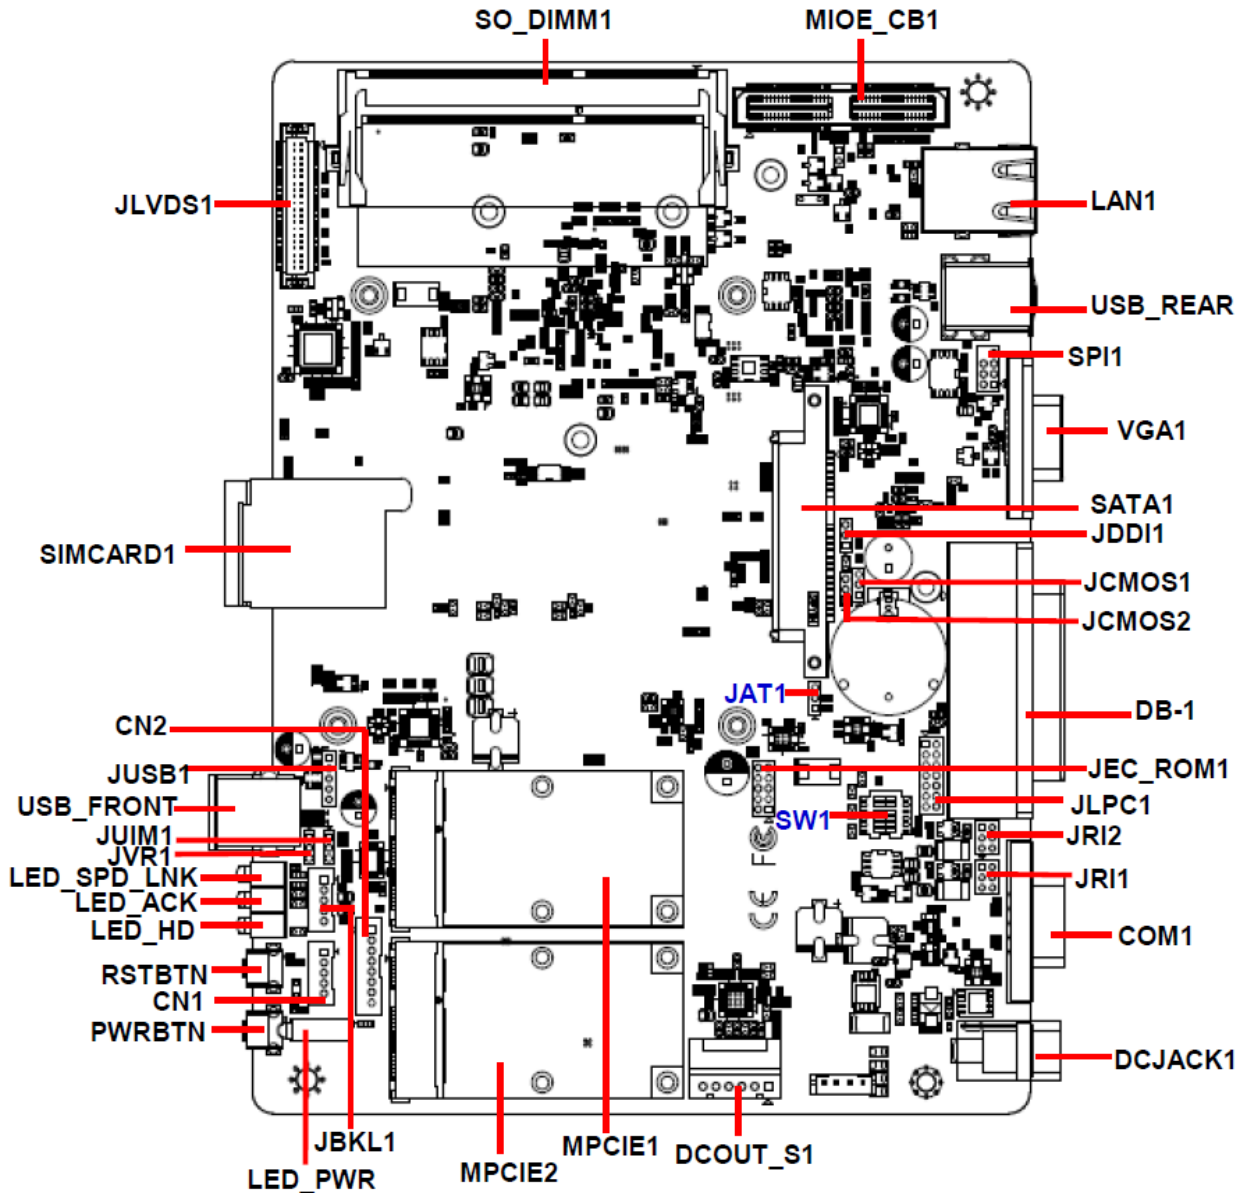 SO_DIMM1
MIOE_CB1
JLVDS1
LAN1
USB_REAR
SPI1
VGA1
SATA1
JDDI1
SIMCARD1
JCMOS1
JCMOS2
JAT1
DB-1
CN2
JUSB1
JEC_ROM1
USB_FRONT
JLPC1
SW1
JUIM1
JRI2
JVR1
LED_SPD_LNK
JRI1
LED_ACK
LED_HD
COM1
RSTBTN
CN1
PWRBTN
DCJACK1
JBKL1
MPCIE1
DCOUT_S1
MPCIE2
LED_PWR
CE FC